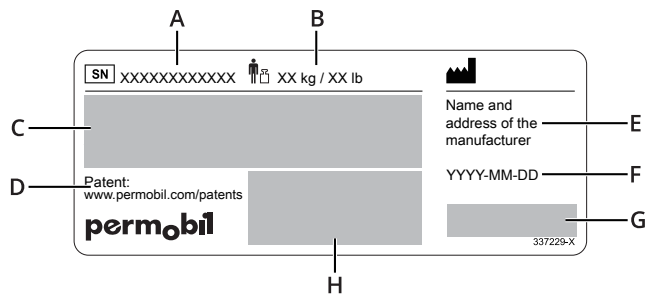 A
B
SN XXXXXXXXXXXX XX kg / XX lb
C
Name and
address of the
manufacturer
E
D
Patent:
www.permobil.com/patents
YYYY-MM-DD
F
permobil
G
337229-X
H